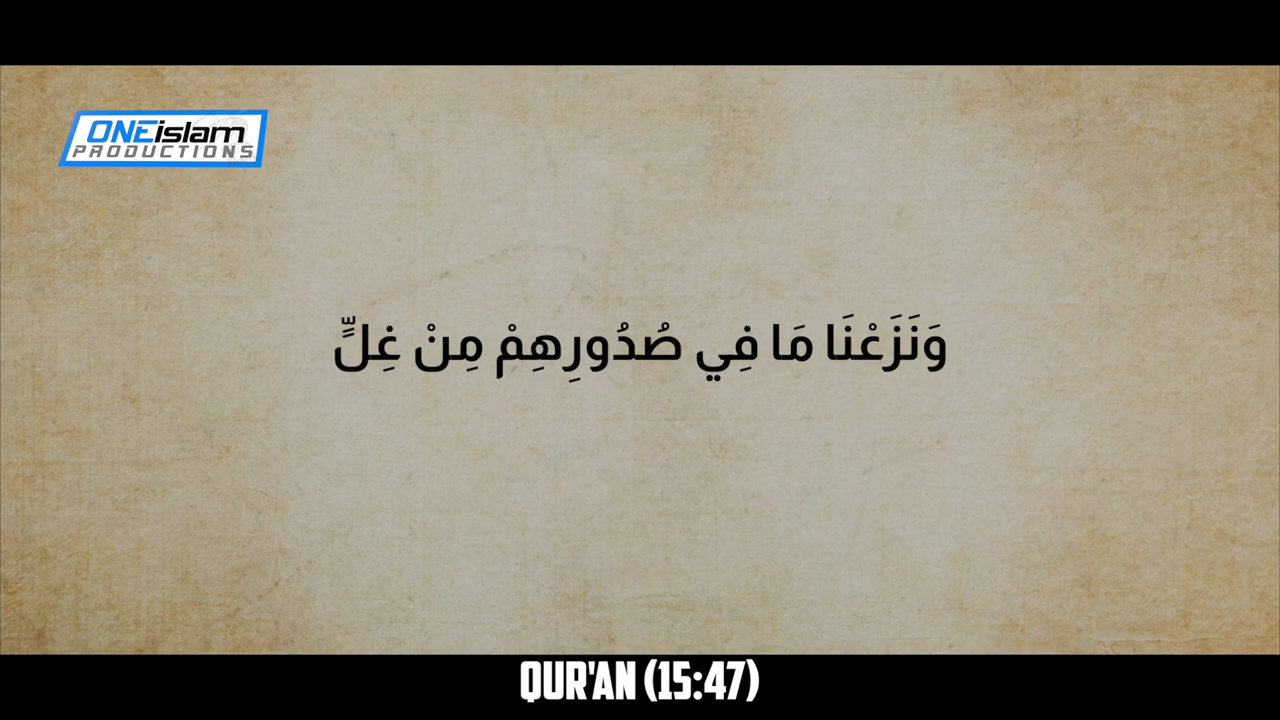 ONEislam
PRODUCTIONS
وَنَزَعْنَا مَا فِي صُدُورِهِمْ مِنْ غِلٍّ
QUR'AN (15:47)